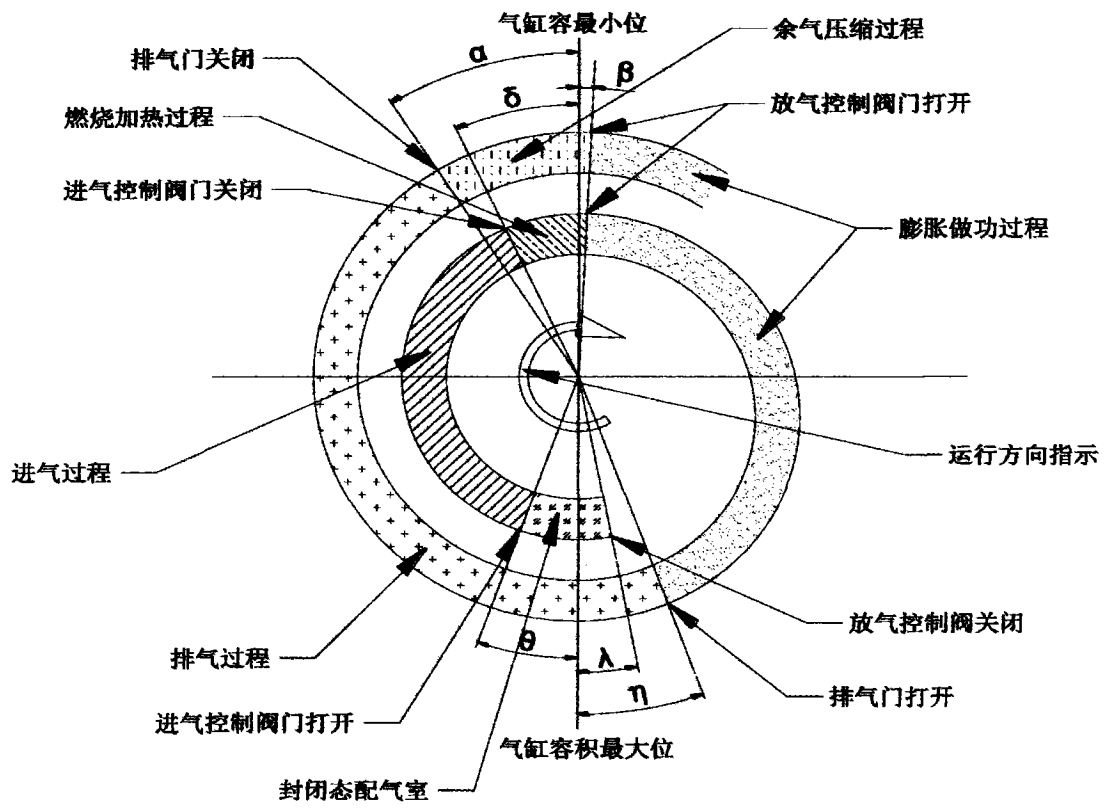 气缸容最小位
余气压缩过程
排气门关闭
α
β
δ
放气控制阀门打开
燃烧加热过程
进气控制阀门关闭
膨胀做功过程
进气过程
运行方向指示
放气控制阀关闭
θ
λ
排气过程
η
排气门打开
进气控制阀门打开
气缸容积最大位
封闭态配气室